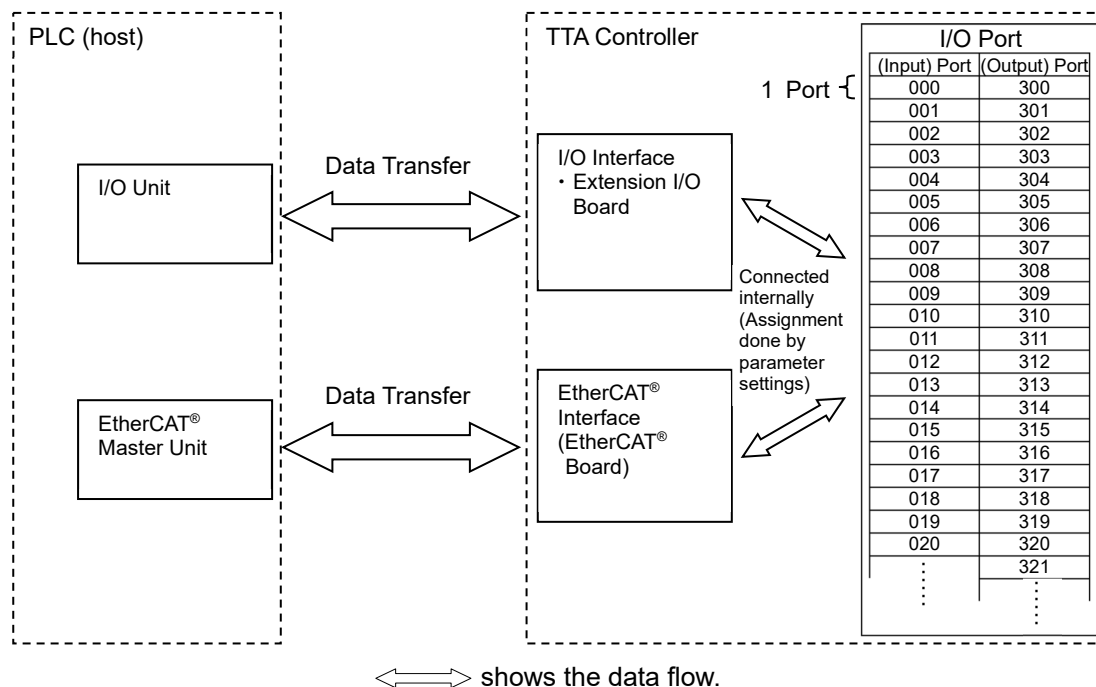 PLC (host)
TTA Controller
I/O Port
(Input) Port (Output) Port
1 Port
000 300
001 301
002 302
003 303
004 304
005 305
006 306
007 307
008 308
009 309
010 310
011 311
012 312
013 313
014 314
015 315
016 316
017 317
018 318
019 319
020 320
321
I/O Unit
Data Transfer
I/O Interface
・ Extension I/O
Board
Connected
internally
(Assignment
done by
parameter
settings)
EtherCAT®
Master Unit
Data Transfer
EtherCAT®
Interface
(EtherCAT®
Board)
shows the data flow.